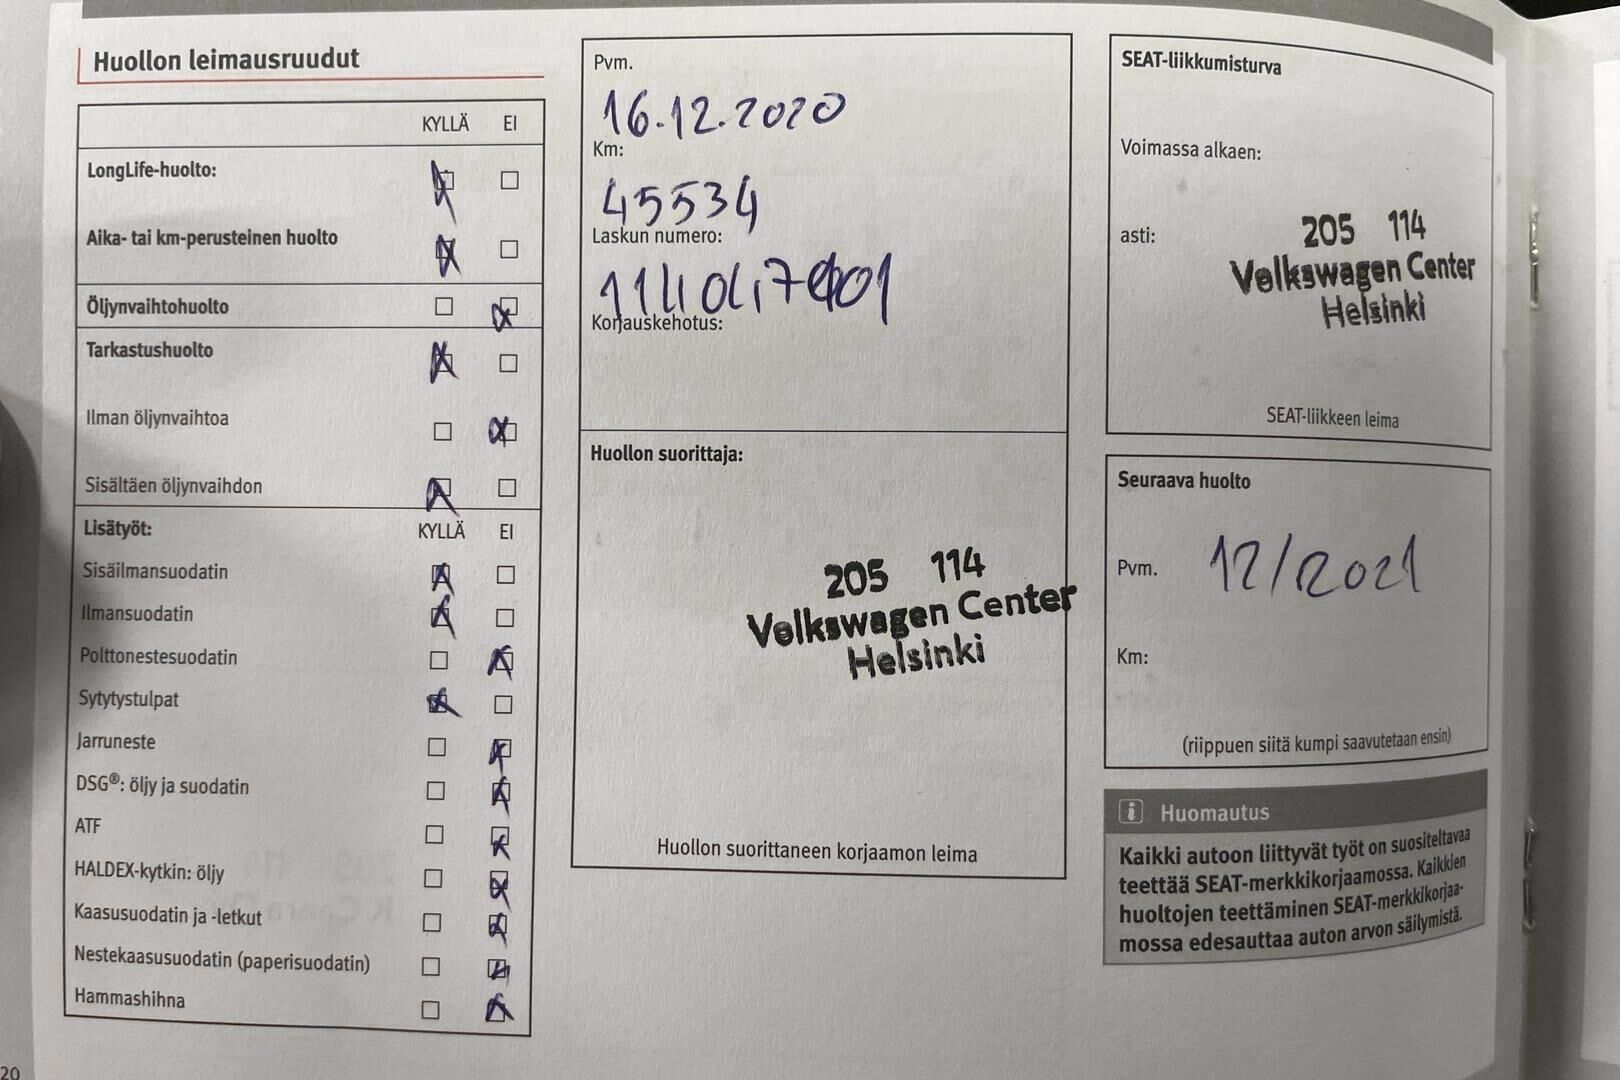 Huollon leimausruudut
KYLLÄ EI
LongLife-huolto:
Aika- tai km-perusteinen huolto
Öljynvaihtohuolto
Tarkastushuolto
Ilman öljynvaihtoa
Sisältäen öljynvaihdon
Lisätyöt: KYLLÄ EI
Sisäilmansuodatin
Ilmansuodatin
Polttonestesuodatin
Sytytystulpat
Jarruneste
DSG®: öljy ja suodatin
ATF
HALDEX-kytkin: öljy
Kaasusuodatin ja -letkut
Nestekaasusuodatin (paperisuodatin)
Hammashihna
20
Pvm.
16.12.2020
Km:
45534
Laskun numero:
Korjauskehotus:
Huollon suorittaja:
205 114
Volkswagen Center
Helsinki
Huollon suorittaneen korjaamon leima
SEAT-liikkumisturva
Voimassa alkaen:
asti:
205 114
Volkswagen Center
Helsinki
SEAT-liikkeen leima
Seuraava huolto
Pvm. 12/2021
Km:
(riippuen siitä kumpi saavutetaan ensin)
i Huomautus
Kaikki autoon liittyvät työt on suositeltavaa
teettää SEAT-merkkikorjaamossa. Kaikkien
huoltojen teettäminen SEAT-merkkikorjaa-
mossa edesauttaa auton arvon säilymistä.